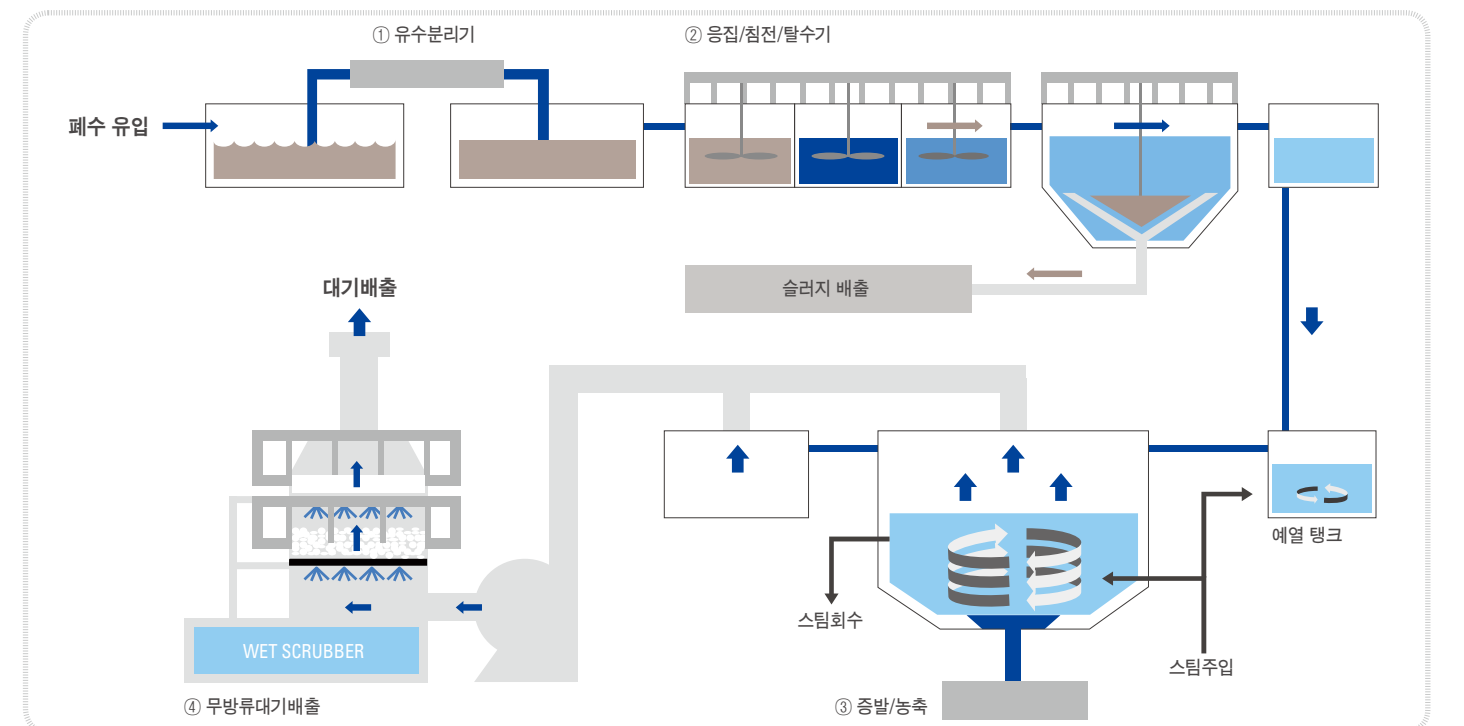 ① 유수분리기
② 응집/침전/탈수기
폐수 유입
슬러지 배출
대기배출
예열 탱크
스팀회수
스팀주입
WET SCRUBBER
④ 무방류대기배출
③ 증발/농축